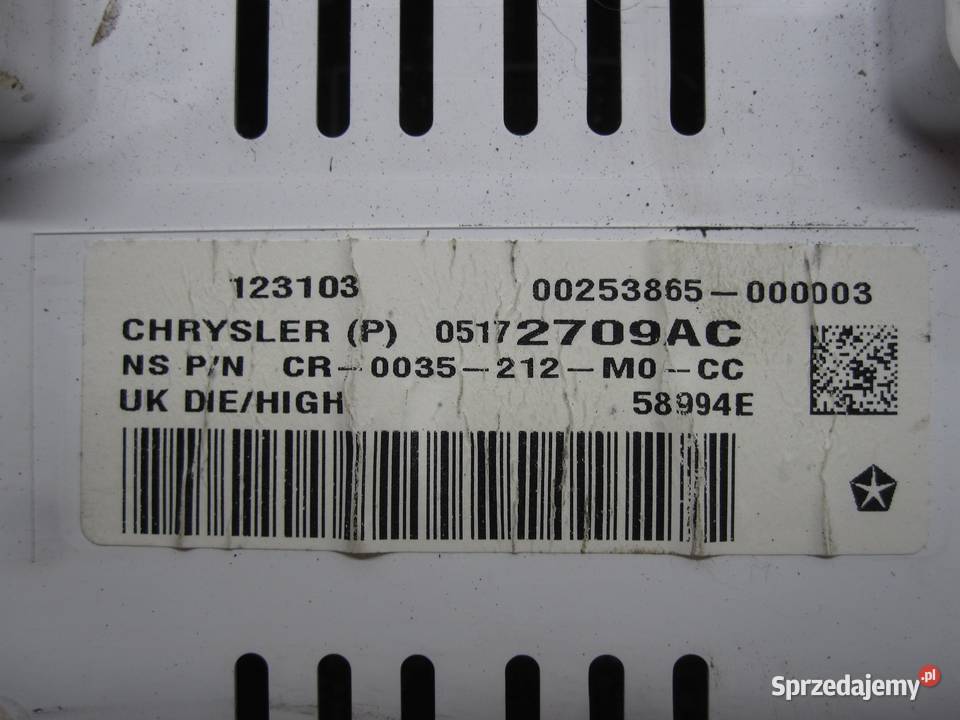 123103 00253865-000003
CHRYSLER (P) 05172709AC
NS P/N CR-0035-212-M0-CC
UK DIE/HIGH 58994E
Sprzedajemy.pl